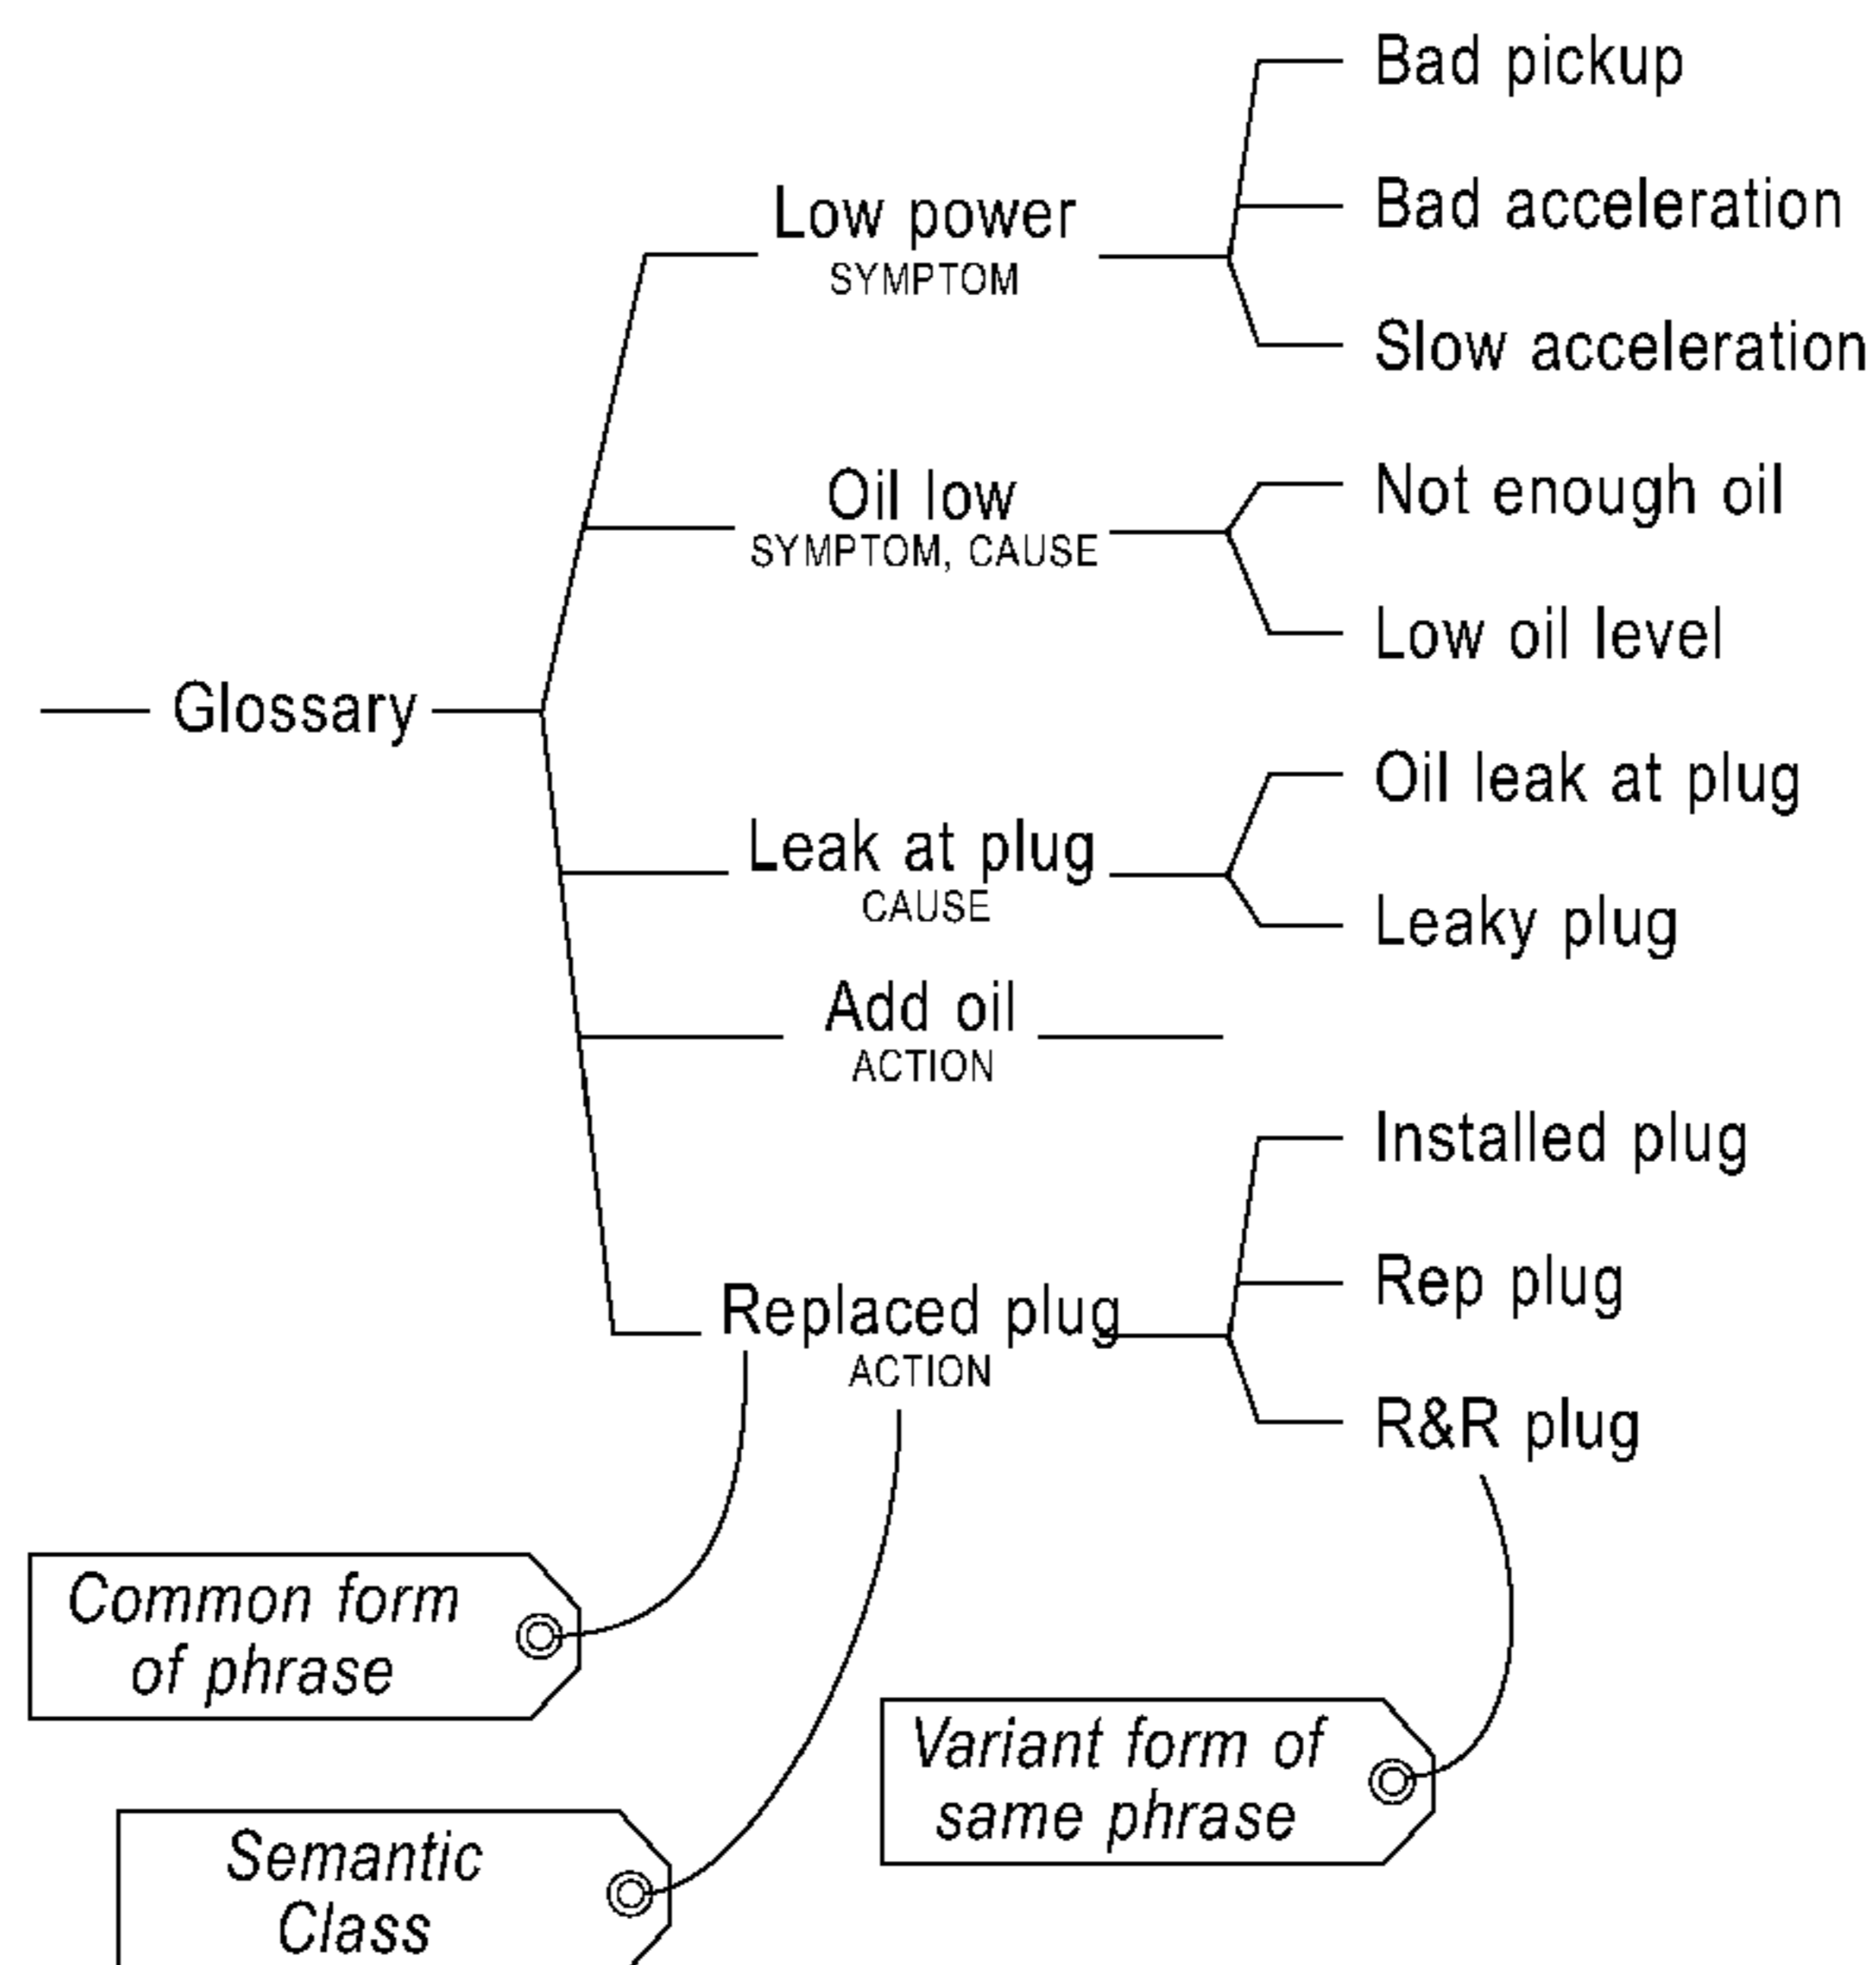 Bad pickup
Bad acceleration
Slow acceleration
Low power
SYMPTOM
Not enough oil
Low oil level
Oil low
SYMPTOM, CAUSE
Glossary
Oil leak at plug
Leaky plug
Leak at plug
CAUSE
Add oil
ACTION
Installed plug
Rep plug
R&R plug
Replaced plug
ACTION
Common form
of phrase
Variant form of
same phrase
Semantic
Class